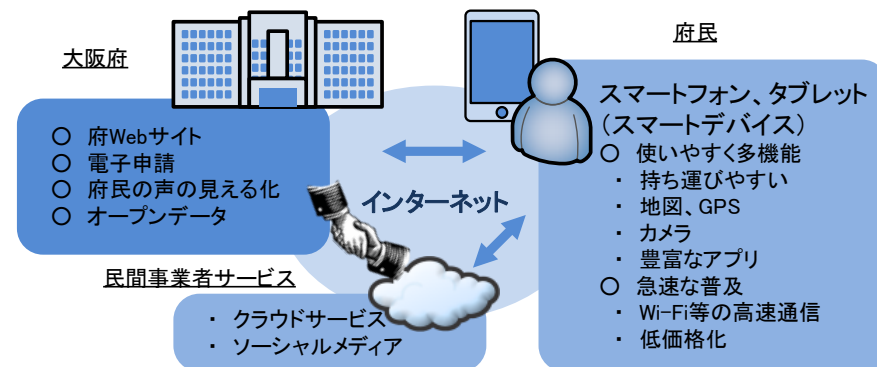 大阪府
○ 府Webサイト
○ 電子申請
○ 府民の声の見える化
○ オープンデータ
インターネット
民間事業者サービス
・ クラウドサービス
・ ソーシャルメディア
府民
スマートフォン、タブレット
（スマートデバイス）
○ 使いやすく多機能
・ 持ち運びやすい
・ 地図、GPS
・ カメラ
・ 豊富なアプリ
○ 急速な普及
・ Wi-Fi等の高速通信
・ 低価格化